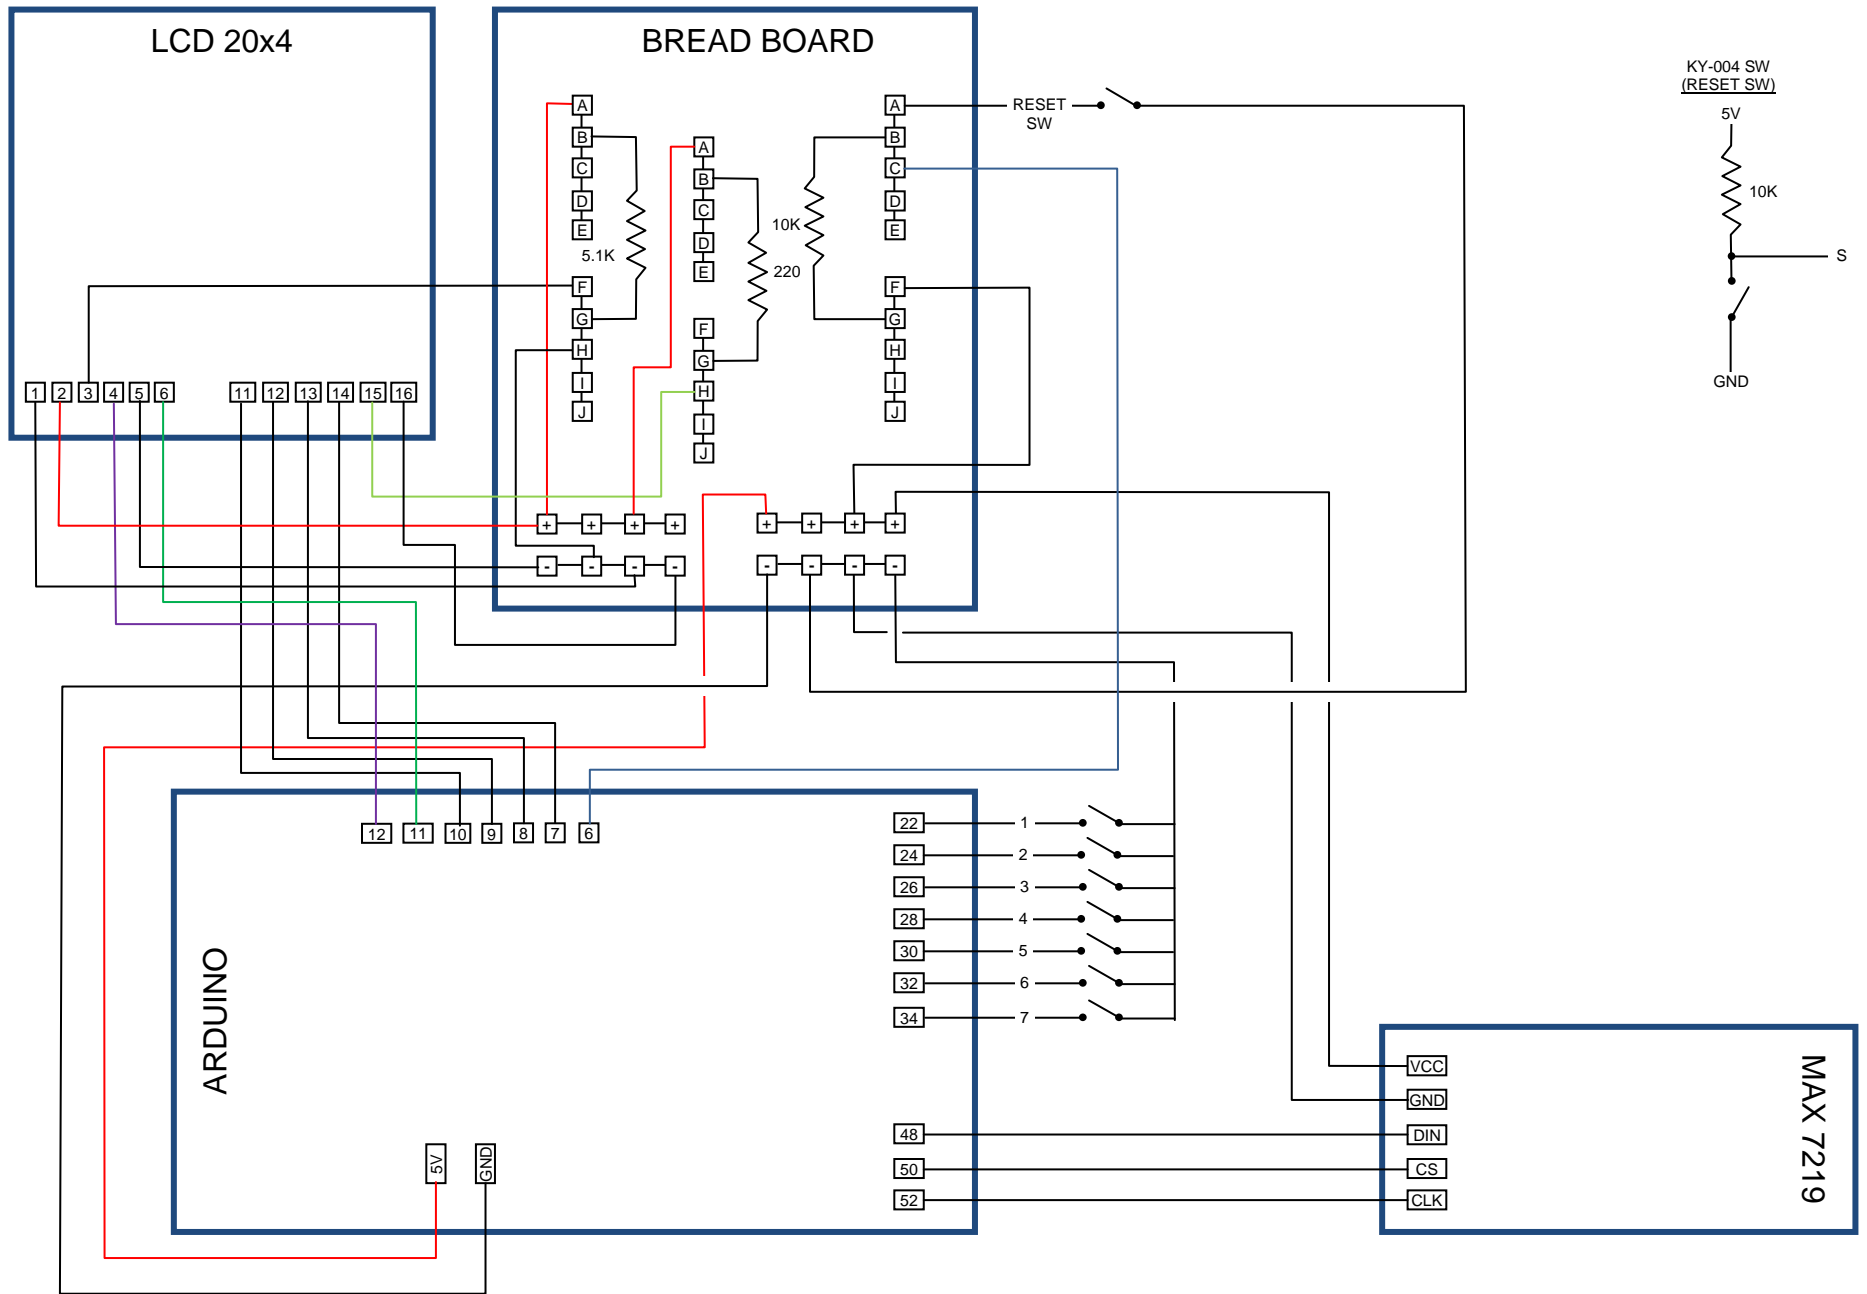 LCD 20x4
BREAD BOARD
KY-004 SW
(RESET SW)
5V
10K
S
GND
A
B
C
D
E
F
G
H
I
J
5.1K
A
B
C
D
E
F
G
H
I
J
220
10K
A
B
C
D
E
F
G
H
I
J
RESET
SW
1 2 3 4 5 6 11 12 13 14 15 16
+ + + + + + + +
- - - - - - - -
12 11 10 9 8 7 6
ARDUINO
22 1
24 2
26 3
28 4
30 5
32 6
34 7
48
50
52
5V
GND
VCC
GND
DIN
CS
CLK
MAX 7219